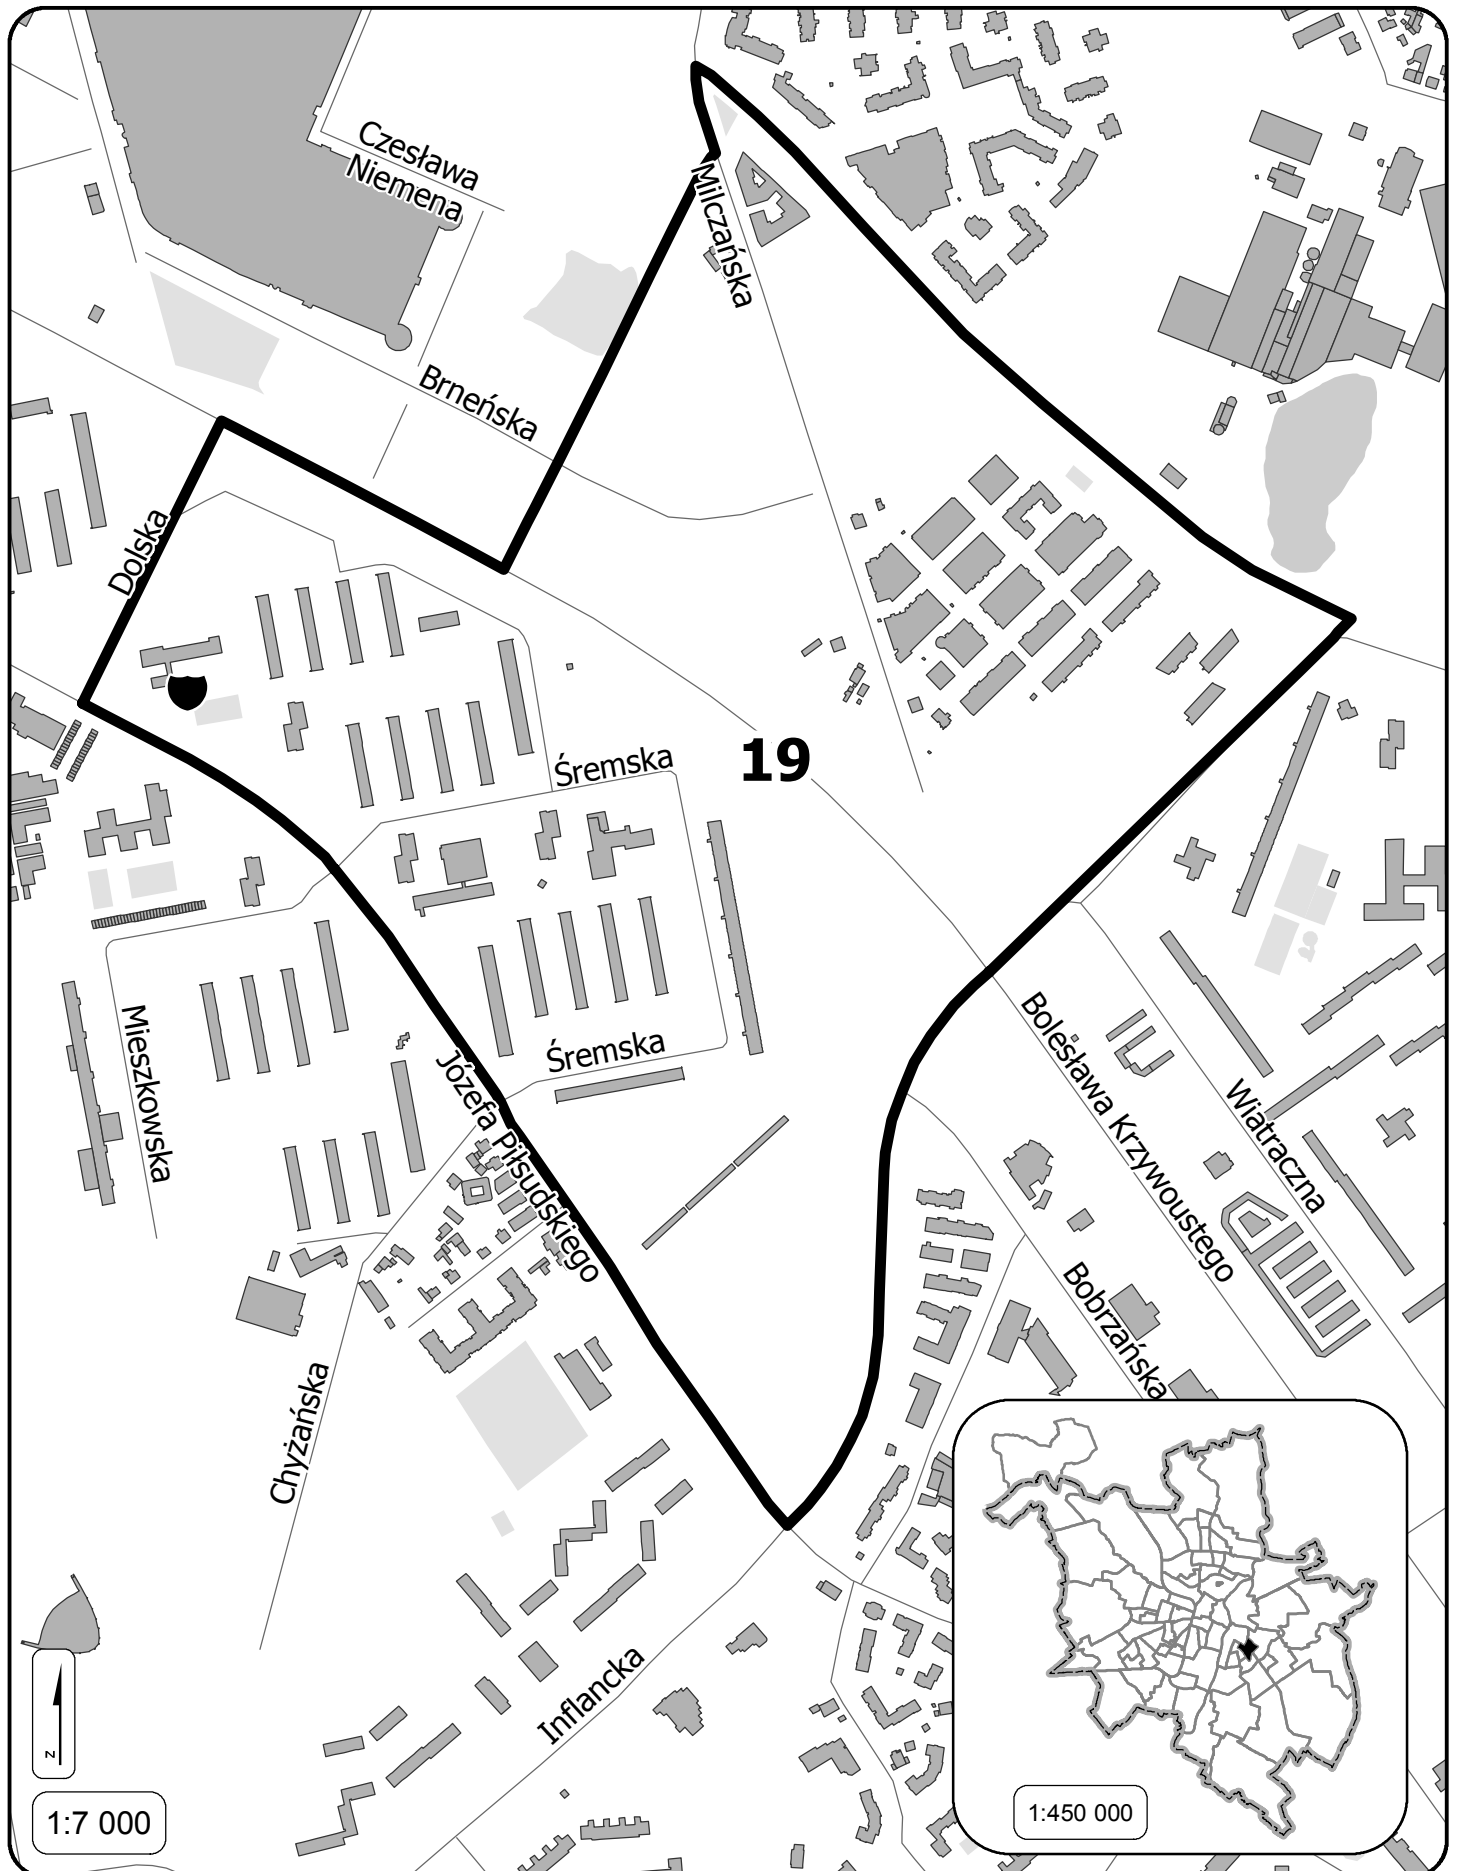 Czesława
Niemena
Milczańska
Brneńska
Dolska
19
Śremska
Śremska
Mieszkowska
Józefa Piłsudskiego
Bolesława Krzywoustego
Wiatraczna
Bobrzańska
Chyżańska
Inflancka
N
1:7 000
1:450 000